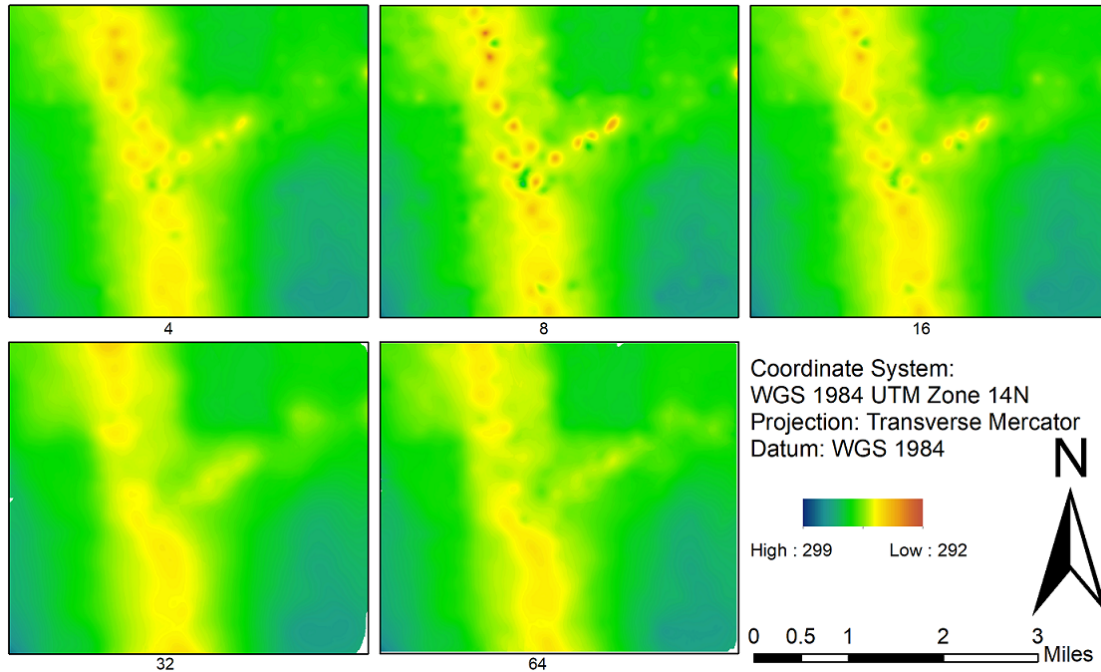 4
8
16
32
64
Coordinate System:
WGS 1984 UTM Zone 14N
Projection: Transverse Mercator
Datum: WGS 1984
N
High : 299 Low : 292
0 0.5 1 2 3
Miles